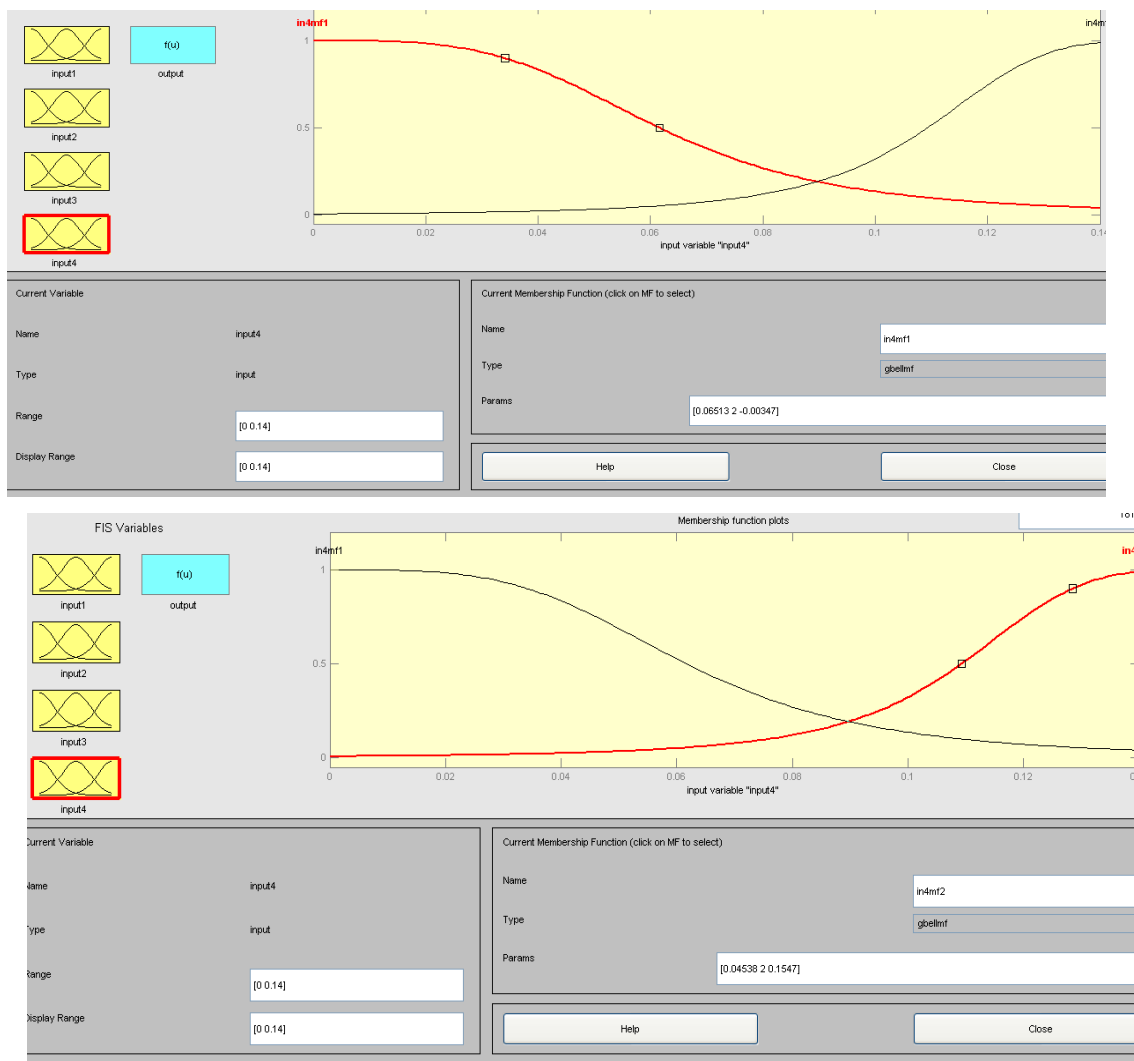 in4mf1
in4m
f(u)
input1
output
input2
input3
input4
1
0.5
0
0
0.02
0.04
0.06
0.08
0.1
0.12
0.14
input variable "input4"
Current Variable
Name
input4
Type
input
Range
[0 0.14]
Display Range
[0 0.14]
Current Membership Function (click on MF to select)
Name
in4mf1
Type
gbellmf
Params
[0.06513 2 -0.00347]
Help
Close
FIS Variables
Membership function plots
in4mf1
in4
f(u)
input1
output
input2
input3
input4
1
0.5
0
0
0.02
0.04
0.06
0.08
0.1
0.12
input variable "input4"
Current Variable
Name
input4
Type
input
Range
[0 0.14]
Display Range
[0 0.14]
Current Membership Function (click on MF to select)
Name
in4mf2
Type
gbellmf
Params
[0.04538 2 0.1547]
Help
Close